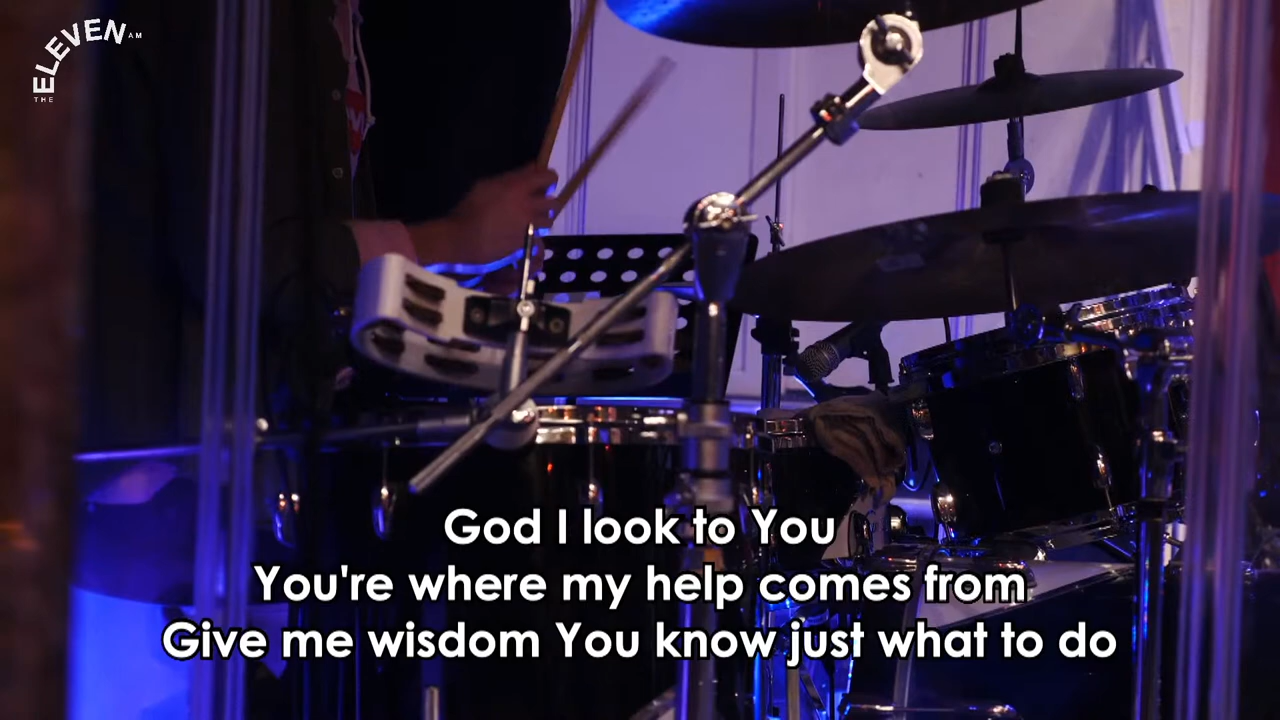 THE ELEVEN AM
God I look to You
You're where my help comes from
Give me wisdom You know just what to do